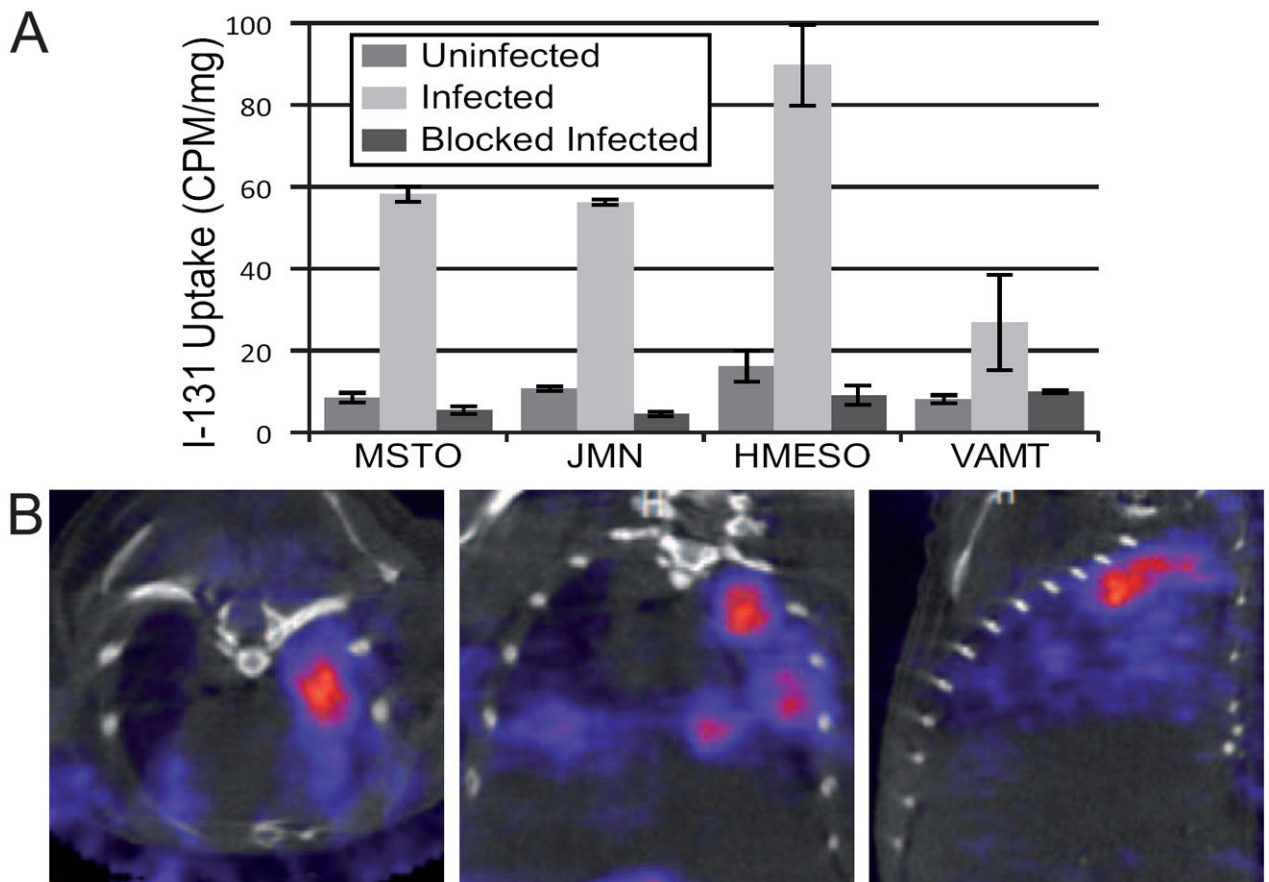 A
I-131 Uptake (CPM/mg)
100
80
60
40
20
0
Uninfected
Infected
Blocked Infected
MSTO JMN HMESO VAMT
B
H